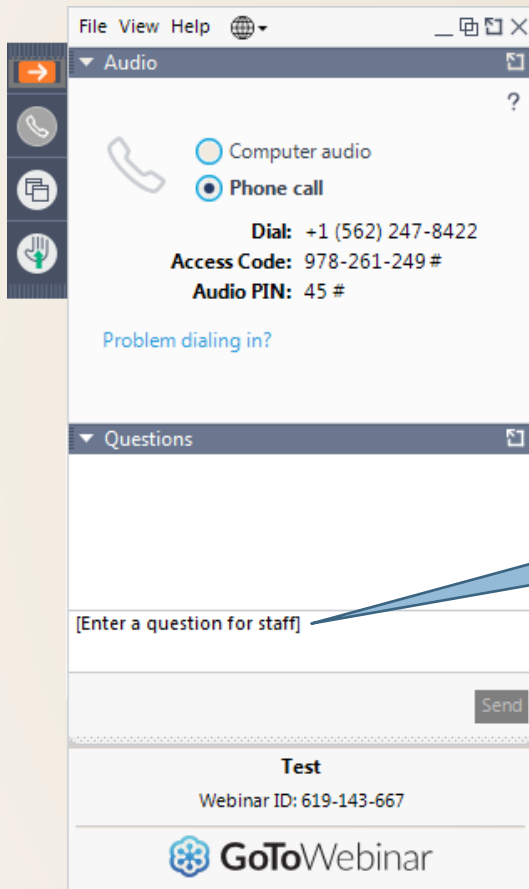 File View Help
Audio
?
Computer audio
Phone call
Dial: +1 (562) 247-8422
Access Code: 978-261-249 #
Audio PIN: 45 #
Problem dialing in?
Questions
[Enter a question for staff]
Send
Test
Webinar ID: 619-143-667
GoToWebinar